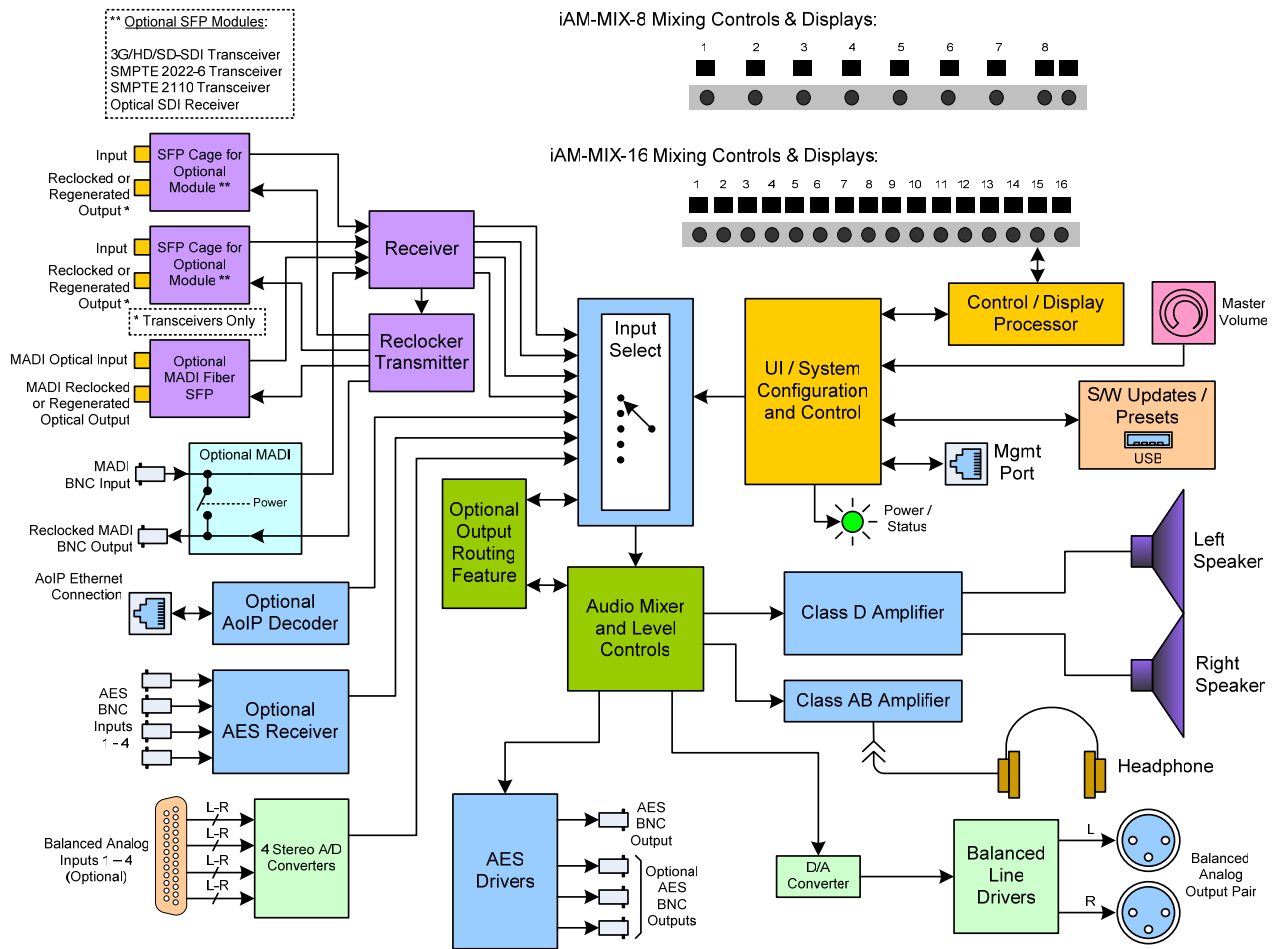 ** Optional SFP Modules:
3G/HD/SD-SDI Transceiver
SMPTE 2022-6 Transceiver
SMPTE 2110 Transceiver
Optical SDI Receiver
iAM-MIX-8 Mixing Controls & Displays:
1 2 3 4 5 6 7 8
iAM-MIX-16 Mixing Controls & Displays:
1 2 3 4 5 6 7 8 9 10 11 12 13 14 15 16
Input
Reclocked or
Regenerated
Output *
SFP Cage for
Optional
Module **
Input
Reclocked or
Regenerated
Output *
SFP Cage for
Optional
Module **
* Transceivers Only
MADI Optical Input
MADI Reclocked
or Regenerated
Optical Output
Optional
MADI Fiber
SFP
Receiver
Reclocker
Transmitter
MADI
BNC Input
Reclocked MADI
BNC Output
Optional MADI
Power
AoIP Ethernet
Connection
Optional
AoIP Decoder
AES
BNC
Inputs
1 – 4
Optional
AES Receiver
Balanced Analog
Inputs 1 – 4
(Optional)
L-R
L-R
L-R
L-R
4 Stereo A/D
Converters
Input
Select
Optional
Output
Routing
Feature
Audio Mixer
and Level
Controls
UI / System
Configuration
and Control
Control / Display
Processor
Master
Volume
S/W Updates /
Presets
USB
Mgmt
Port
Power /
Status
Class D Amplifier
Left
Speaker
Right
Speaker
Class AB Amplifier
Headphone
AES
Drivers
AES
BNC
Output
Optional
AES
BNC
Outputs
D/A
Converter
Balanced
Line
Drivers
L
R
Balanced
Analog
Output Pair